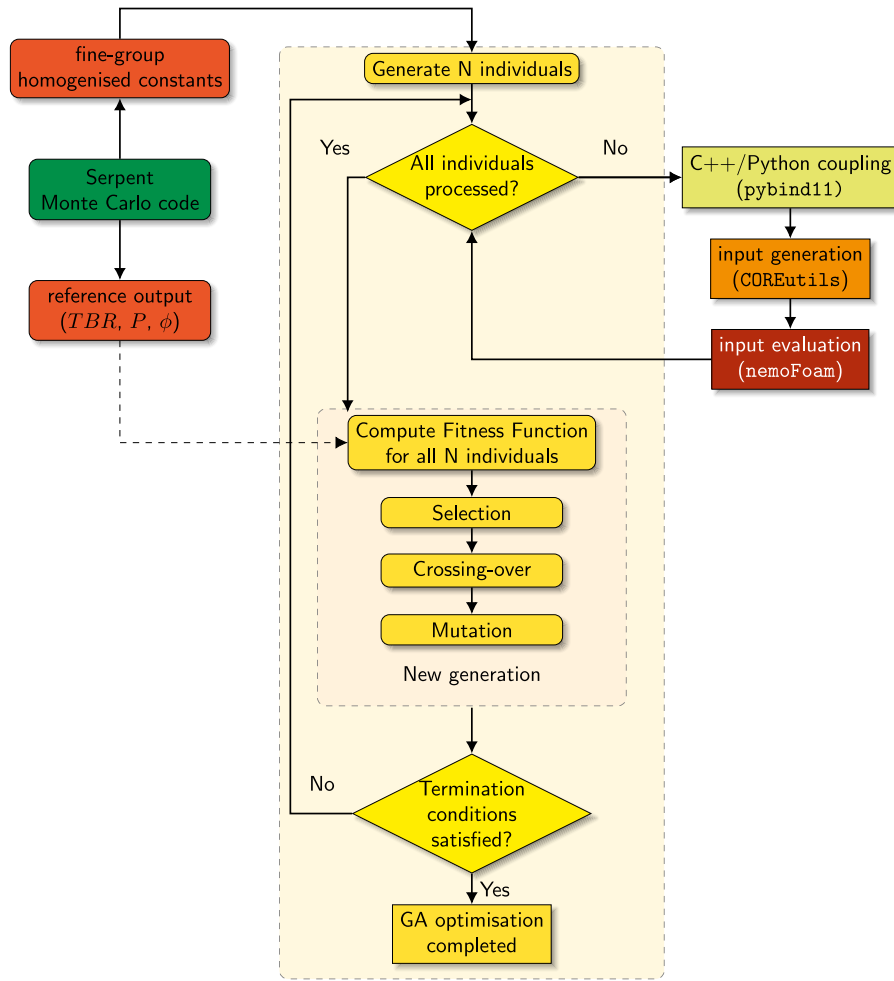 fine-group
homogenised constants
Generate N individuals
Yes
All individuals
processed?
No
C++/Python coupling
(pybind11)
Serpent
Monte Carlo code
input generation
(COREutils)
reference output
(TBR, P, ϕ)
input evaluation
(nemoFoam)
Compute Fitness Function
for all N individuals
Selection
Crossing-over
Mutation
New generation
No
Termination
conditions
satisfied?
Yes
GA optimisation
completed